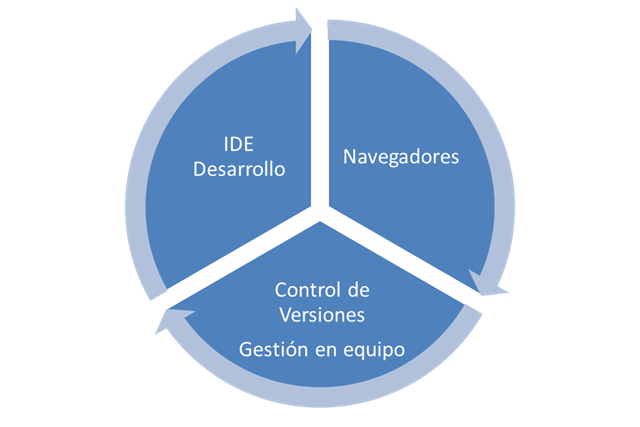 IDE
Desarrollo
Navegadores
Control de
Versiones
Gestión en equipo